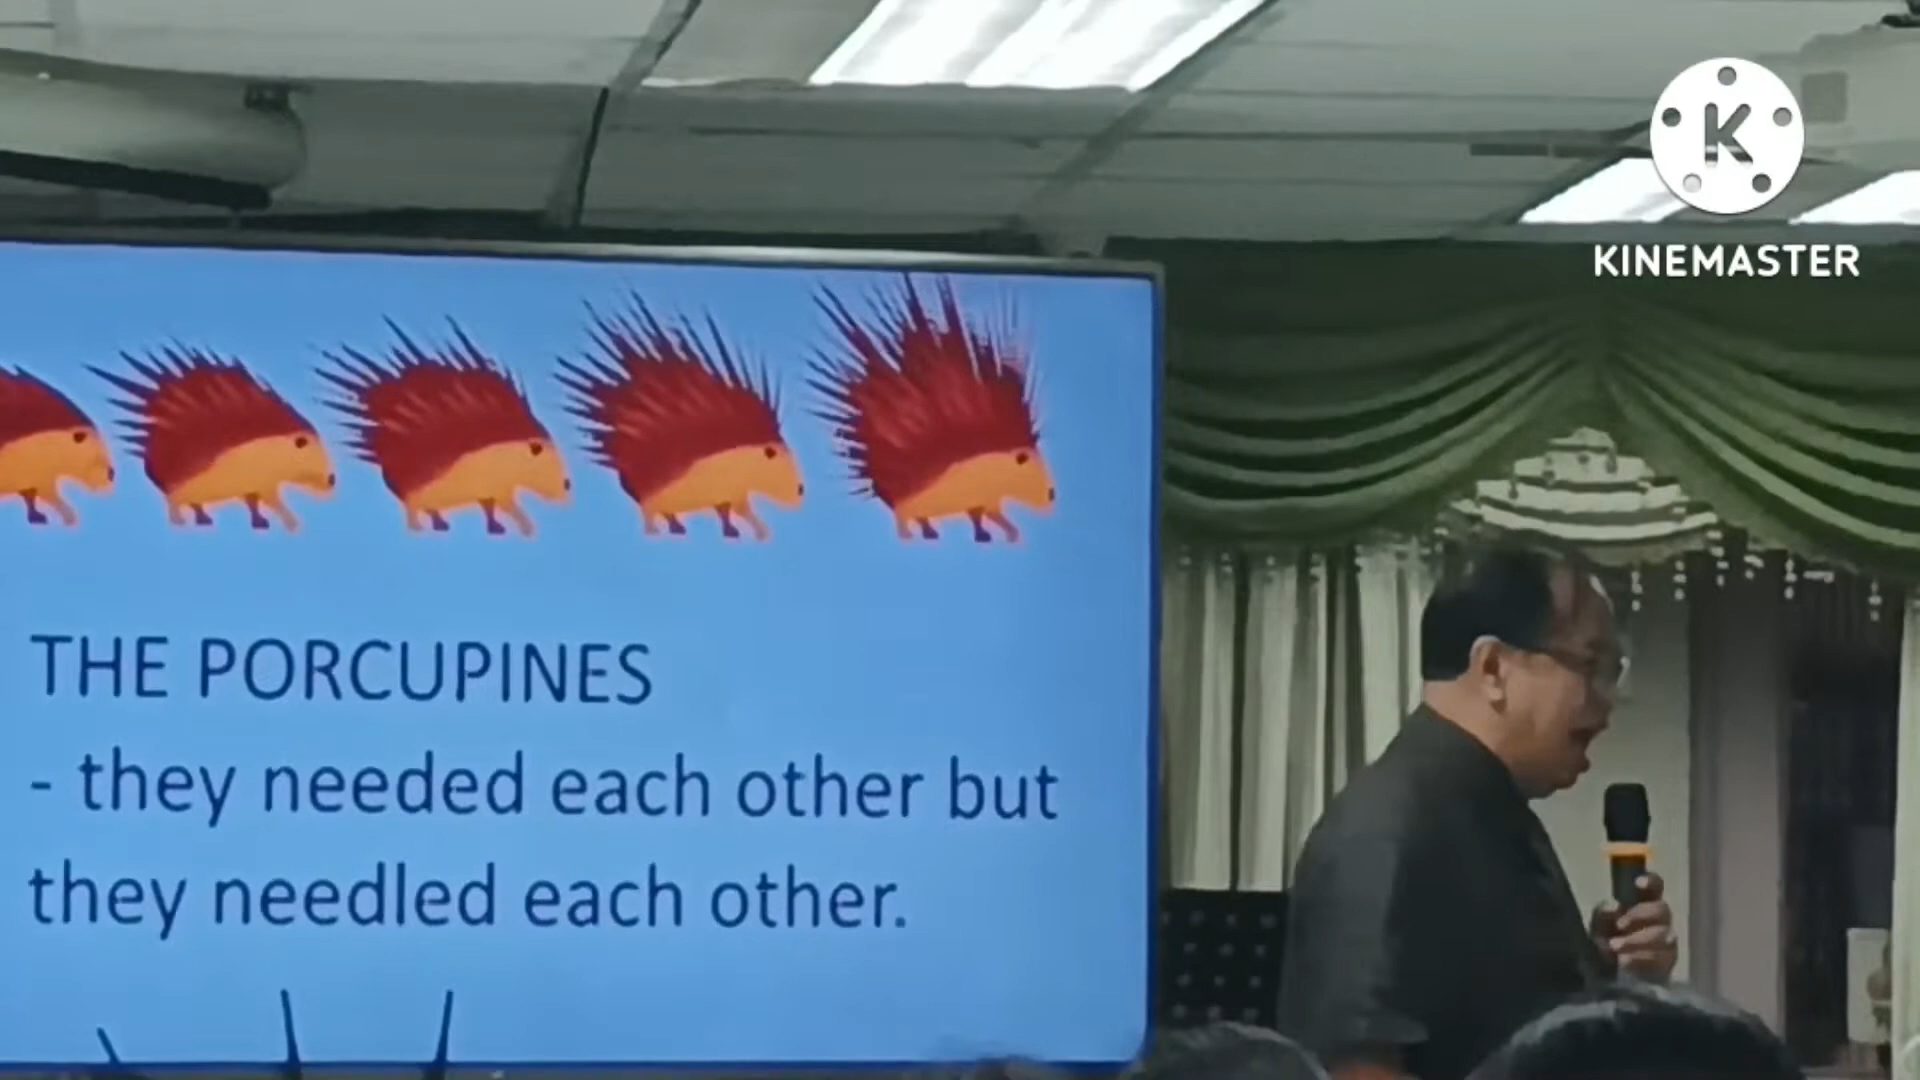 K
KINEMASTER
THE PORCUPINES
- they needed each other but
they needled each other.